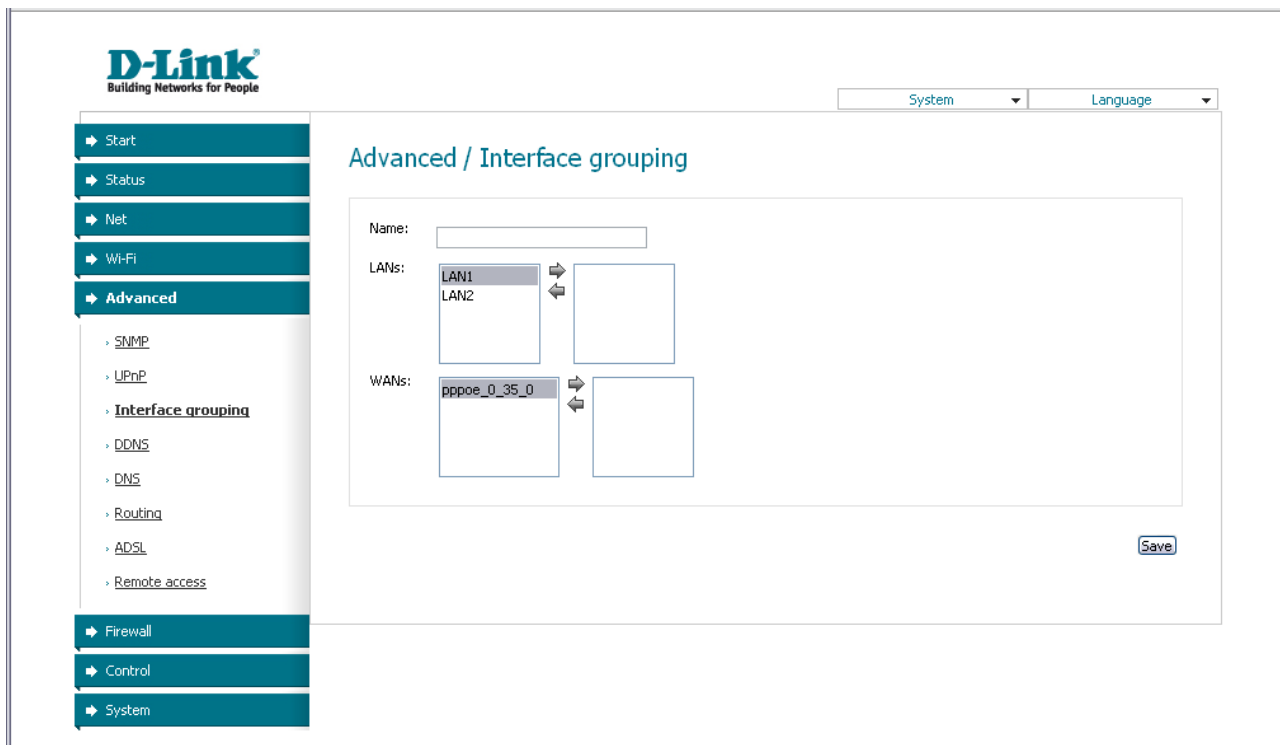 D-Link®
Building Networks for People
System
Language
Start
Status
Net
Wi-Fi
Advanced
SNMP
UPnP
Interface grouping
DDNS
DNS
Routing
ADSL
Remote access
Firewall
Control
System
Advanced / Interface grouping
Name:
LANs:
LAN1
LAN2
WANs:
pppoe_0_35_0
Save